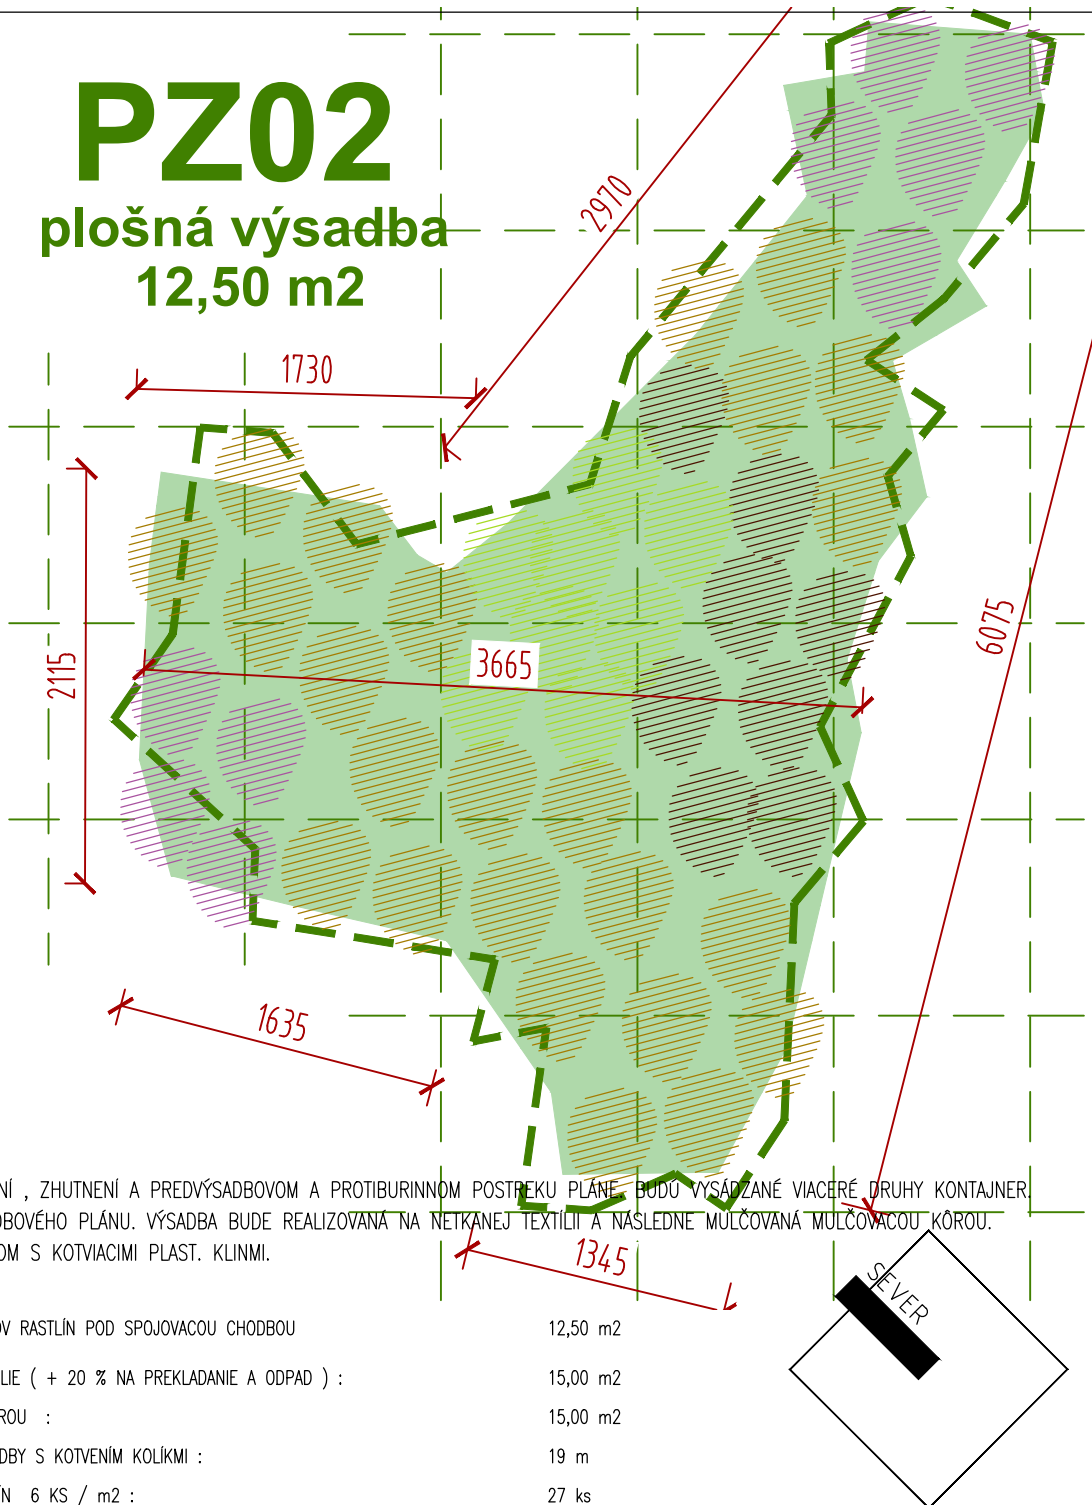 PZ02
plošná výsadba
12,50 m2
2970
1730
2115
3665
6075
1635
NÍ , ZHUTNENÍ A PREDVÝSADBOVOM A PROTIBURINNOM POSTREKU PLÁNE, BUDÚ VYSÁDZANÉ VIACERÉ DRUHY KONTAJNER.
OBOVÉHO PLÁNU. VÝSADBA BUDE REALIZOVANÁ NA NETKANEJ TEXTÍLII A NÁSLEDNE MULČOVANÁ MULČOVACOU KÔROU.
OM S KOTVIACIMI PLAST. KLINMI.
1345
SEVER
OV RASTLÍN POD SPOJOVACOU CHODBOU 12,50 m2
LIE ( + 20 % NA PREKLADANIE A ODPAD ) : 15,00 m2
ROU : 15,00 m2
DBY S KOTVENÍM KOLÍKMI : 19 m
ÍN 6 KS / m2 : 27 ks